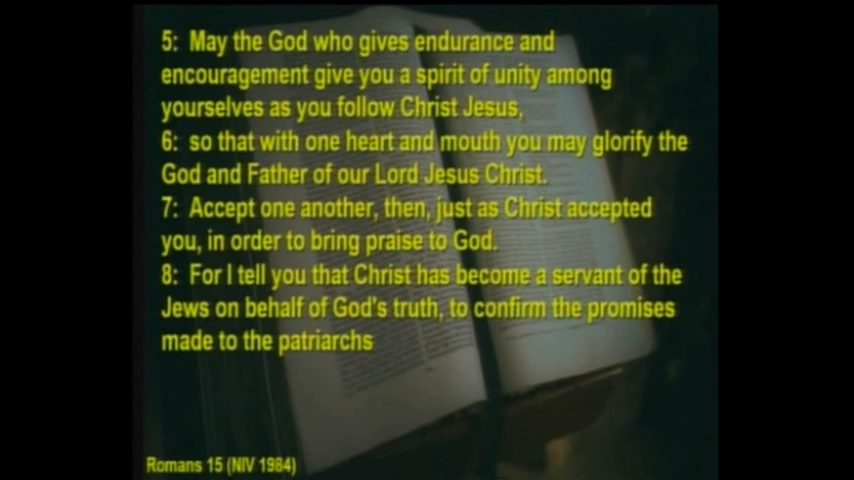 5:  May the God who gives endurance and
encouragement give you a spirit of unity among
yourselves as you follow Christ Jesus,
6:  so that with one heart and mouth you may glorify the
God and Father of our Lord Jesus Christ.
7:  Accept one another, then, just as Christ accepted
you, in order to bring praise to God.
8:  For I tell you that Christ has become a servant of the
Jews on behalf of God's truth, to confirm the promises
made to the patriarchs
Romans 15 (NIV 1984)